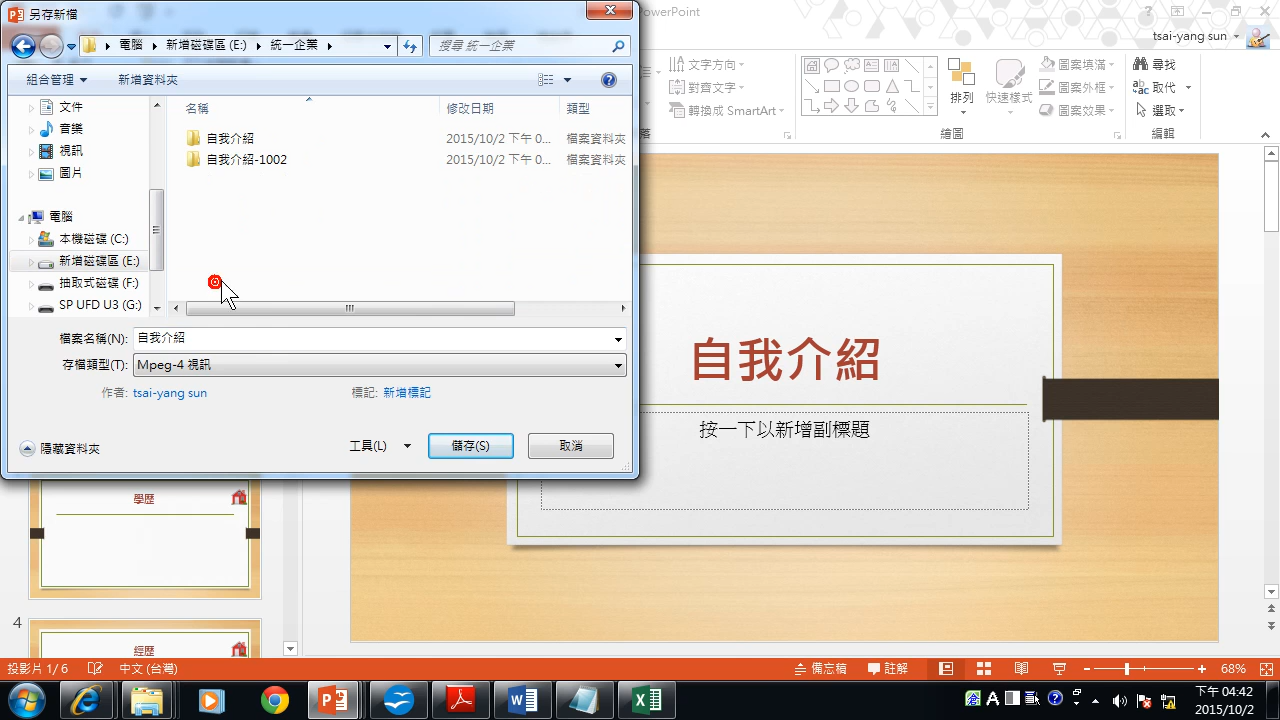 另存新檔
PowerPoint
電腦 新增磁碟區 (E:) 統一企業
搜尋 統一企業
tsai-yang sun
組合管理 新增資料夾
文字方向
對齊文字
轉換成 SmartArt
排列 快速樣式
圖案填滿
圖案外框
圖案效果
尋找
取代
選取
落 繪圖 編輯
名稱 修改日期 類型
自我介紹 2015/10/2 下午 0... 檔案資料夾
自我介紹-1002 2015/10/2 下午 0... 檔案資料夾
文件
音樂
視訊
圖片
電腦
本機磁碟 (C:)
新增磁碟區 (E:)
抽取式磁碟 (F:)
SP UFD U3 (G:)
檔案名稱(N): 自我介紹
存檔類型(T): Mpeg-4 視訊
作者: tsai-yang sun 標記: 新增標記
隱藏資料夾 工具(L) 儲存(S) 取消
自我介紹
按一下以新增副標題
學歷
4
經歷
投影片 1/ 6 中文 (台灣) 備忘稿 註解 68%
下午 04:42
2015/10/2